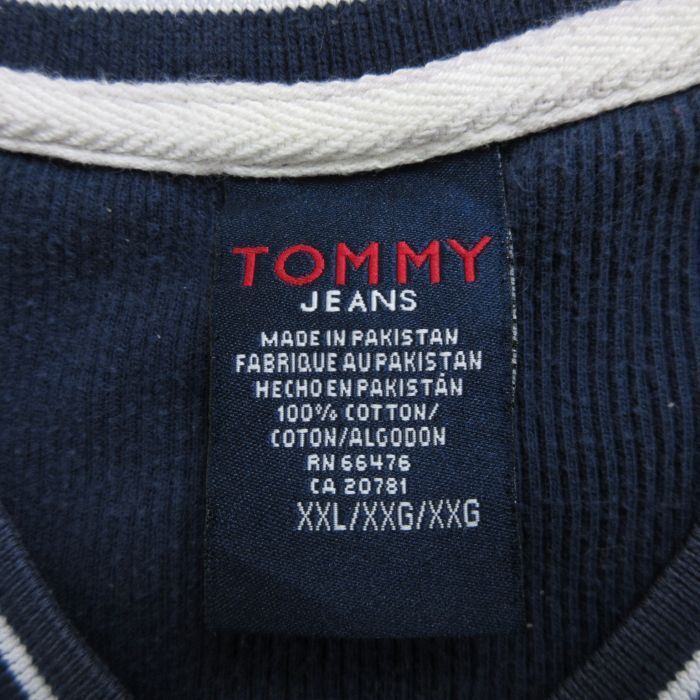 TOMMY
JEANS
MADE IN PAKISTAN
FABRIQUE AU PAKISTAN
HECHO EN PAKISTÁN
100% COTTON/
COTON/ALGODON
RN 66476
CA 20781
XXL/XXG/XXG